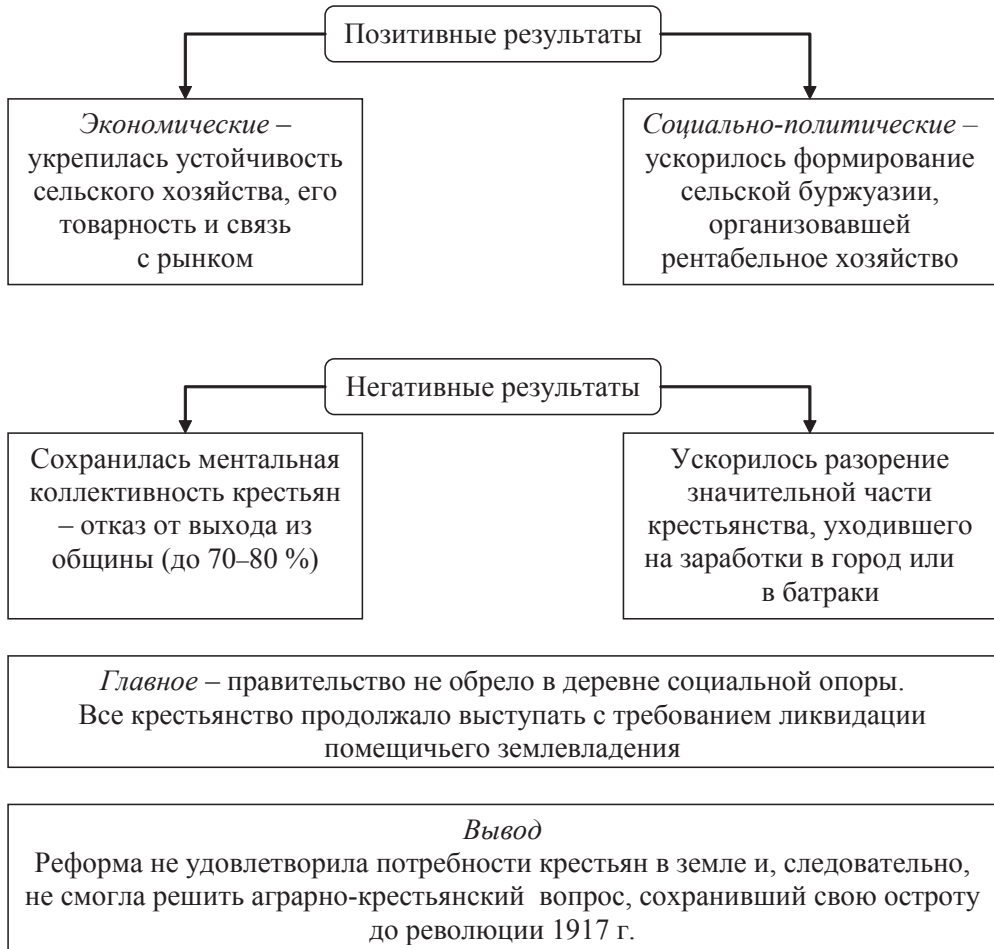 Позитивные результаты
Экономические –
укрепилась устойчивость
сельского хозяйства, его
товарность и связь
с рынком
Социально-политические –
ускорилось формирование
сельской буржуазии,
организовавшей
рентабельное хозяйство
Негативные результаты
Сохранилась ментальная
коллективность крестьян
– отказ от выхода из
общины (до 70–80 %)
Ускорилось разорение
значительной части
крестьянства, уходившего
на заработки в город или
в батраки
Главное – правительство не обрело в деревне социальной опоры.
Все крестьянство продолжало выступать с требованием ликвидации
помещичьего землевладения
Вывод
Реформа не удовлетворила потребности крестьян в земле и, следовательно,
не смогла решить аграрно-крестьянский вопрос, сохранивший свою остроту
до революции 1917 г.